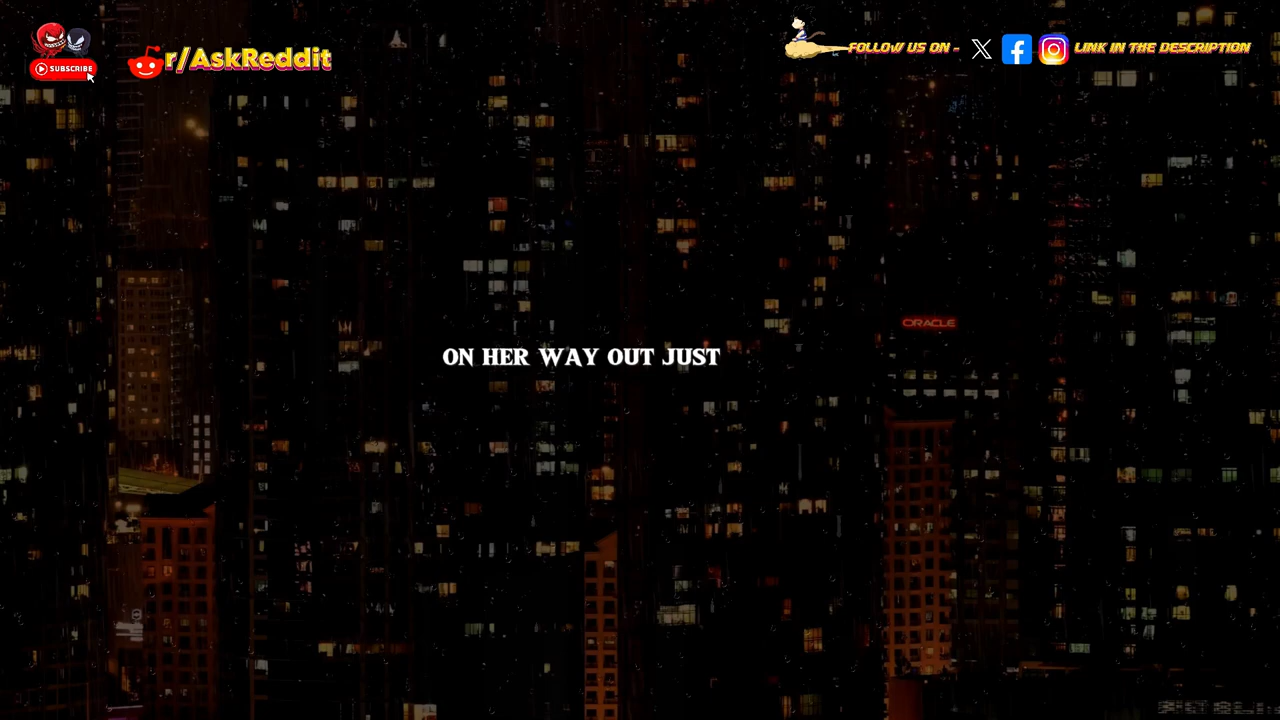 SUBSCRIBE
r/AskReddit
FOLLOW US ON -
LINK IN THE DESCRIPTION
ORACLE
ON HER WAY OUT JUST